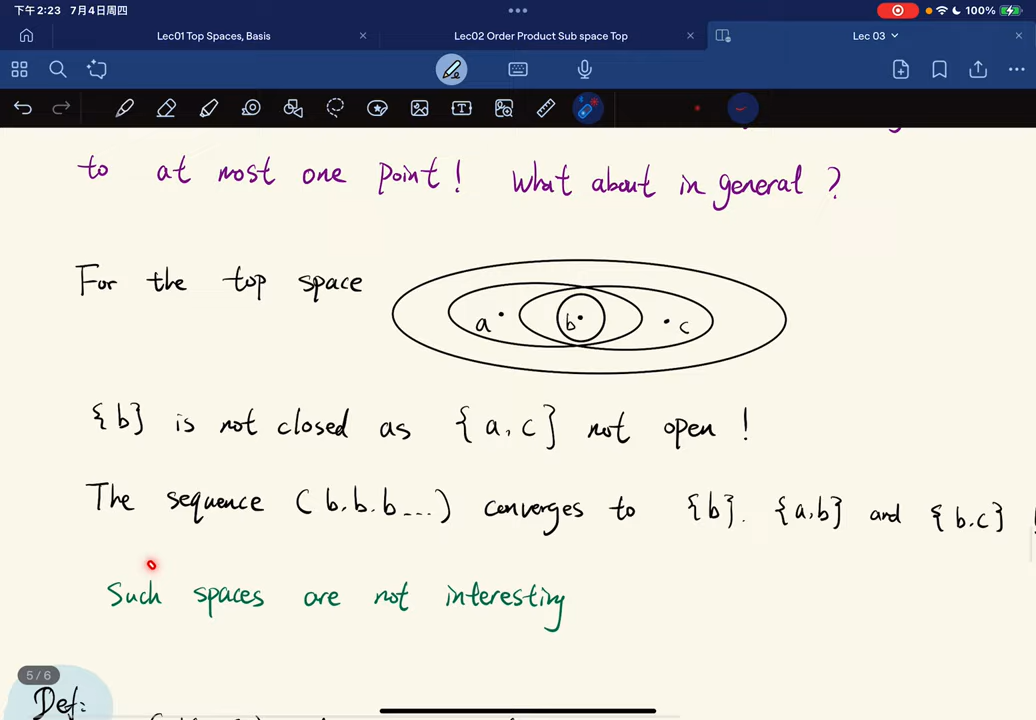 下午2:23 7月4日周四
100%
Lec01 Top Spaces, Basis
Lec02 Order Product Sub space Top
Lec 03
to at most one point! What about in general?
For the top space
a b c
{b} is not closed as {a, c} not open!
The sequence (b.b.b...) converges to {b}. {a,b} and {b.c}
Such spaces are not interesting
5/6
Def: